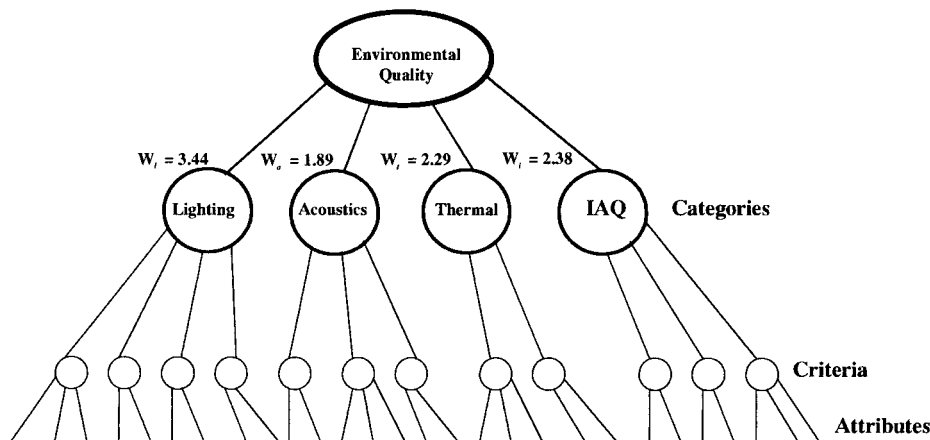 Environmental
Quality
W_l = 3.44
W_a = 1.89
W_t = 2.29
W_i = 2.38
Lighting
Acoustics
Thermal
IAQ
Categories
Criteria
Attributes